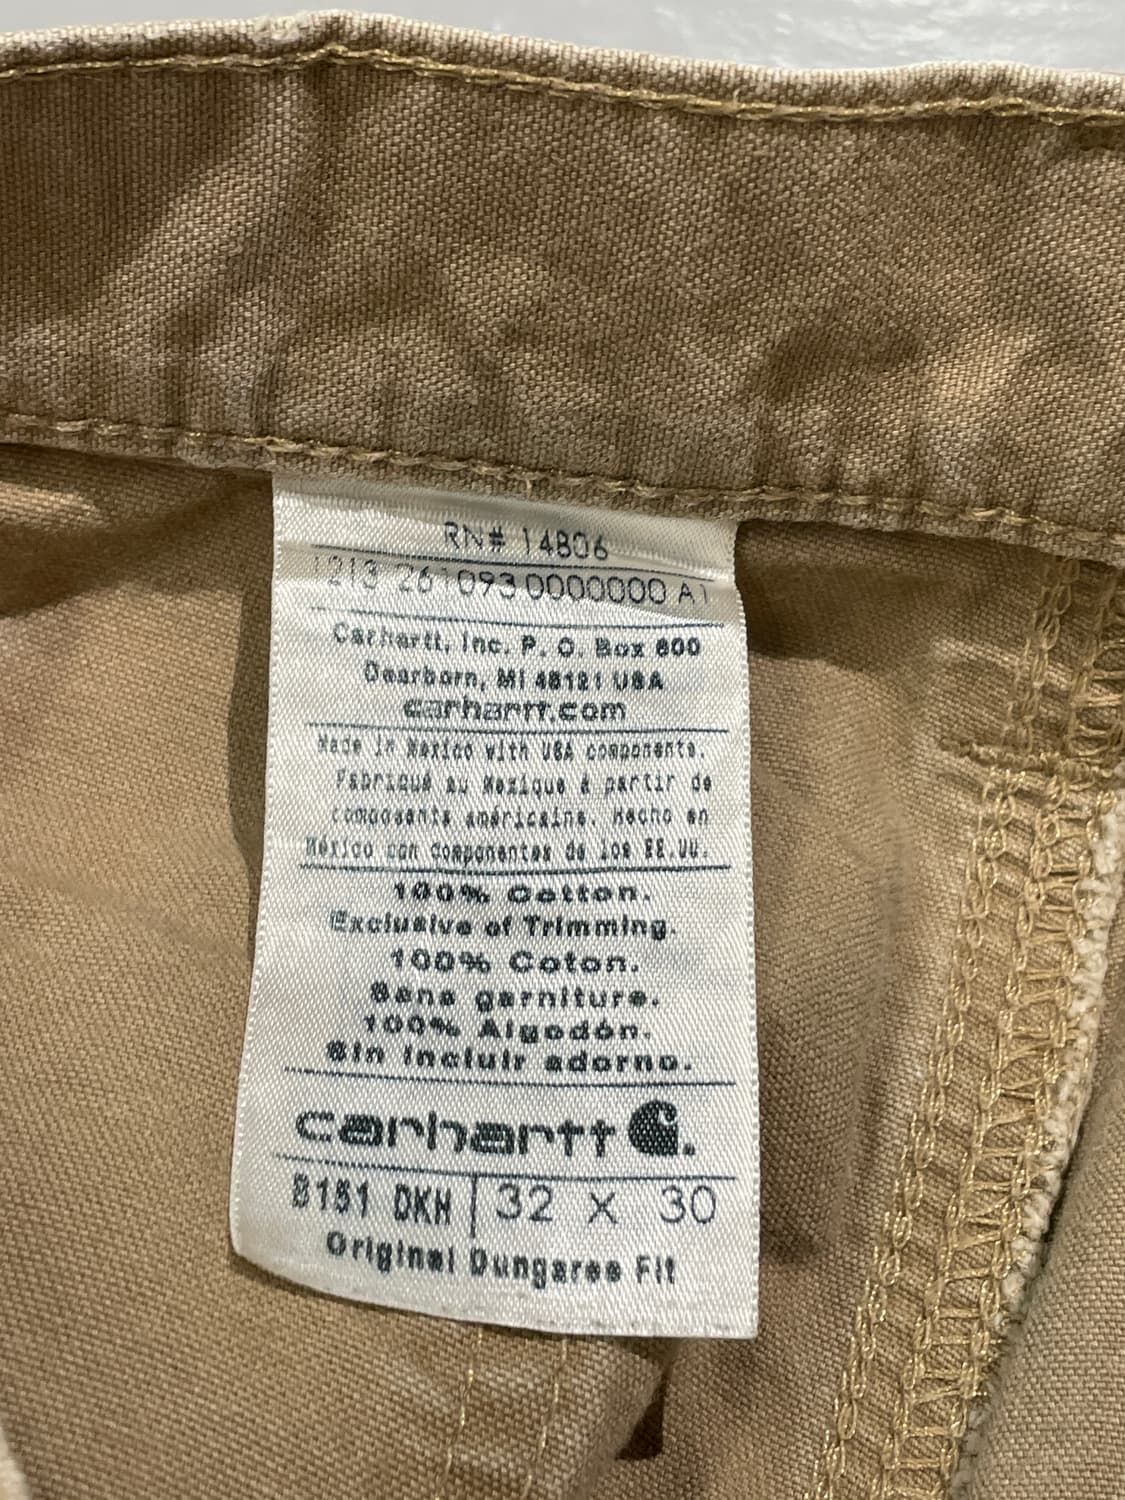 RN# 14806
1213 261093 0000000 A1
Carhartt, Inc. P. O. Box 600
Dearborn, MI 48121 USA
carhartt.com
Made in Mexico with USA components.
Fabriqué au Mexique à partir de
composants américains. Hecho en
México con componentes de los EE.UU.
100% Cotton.
Exclusive of Trimming.
100% Coton.
Sans garniture.
100% Algodón.
Sin incluir adorno.
carhartt
B151 DKH 32 X 30
Original Dungaree Fit